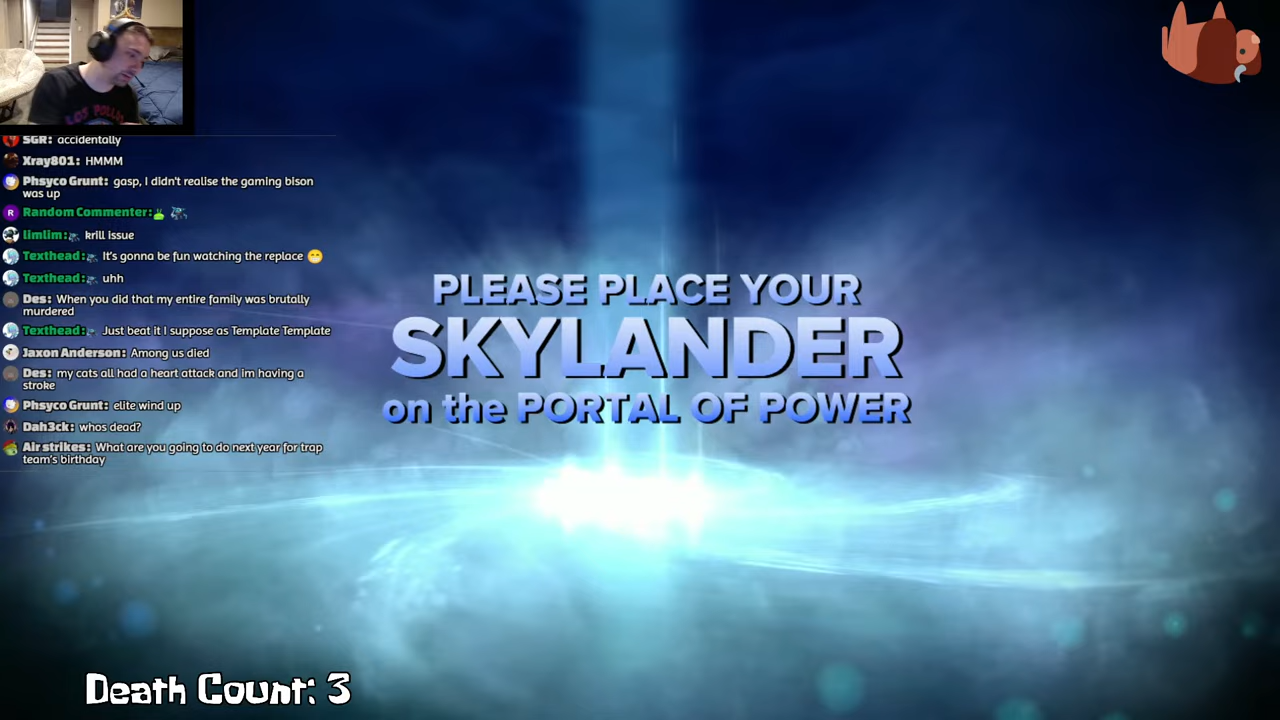 SGR: accidentally
Xray801: HMMM
Phsyco Grunt: gasp, I didn't realise the gaming bison
was up
R Random Commenter:
limlim: krill issue
Texthead: It's gonna be fun watching the replace 😁
Texthead: uhh
Des: When you did that my entire family was brutally
murdered
Texthead: Just beat it I suppose as Template Template
Jaxon Anderson: Among us died
Des: my cats all had a heart attack and im having a
stroke
Phsyco Grunt: elite wind up
Dah3ck: whos dead?
Air strikes: What are you going to do next year for trap
team's birthday
PLEASE PLACE YOUR
SKYLANDER
on the PORTAL OF POWER
Death Count: 3